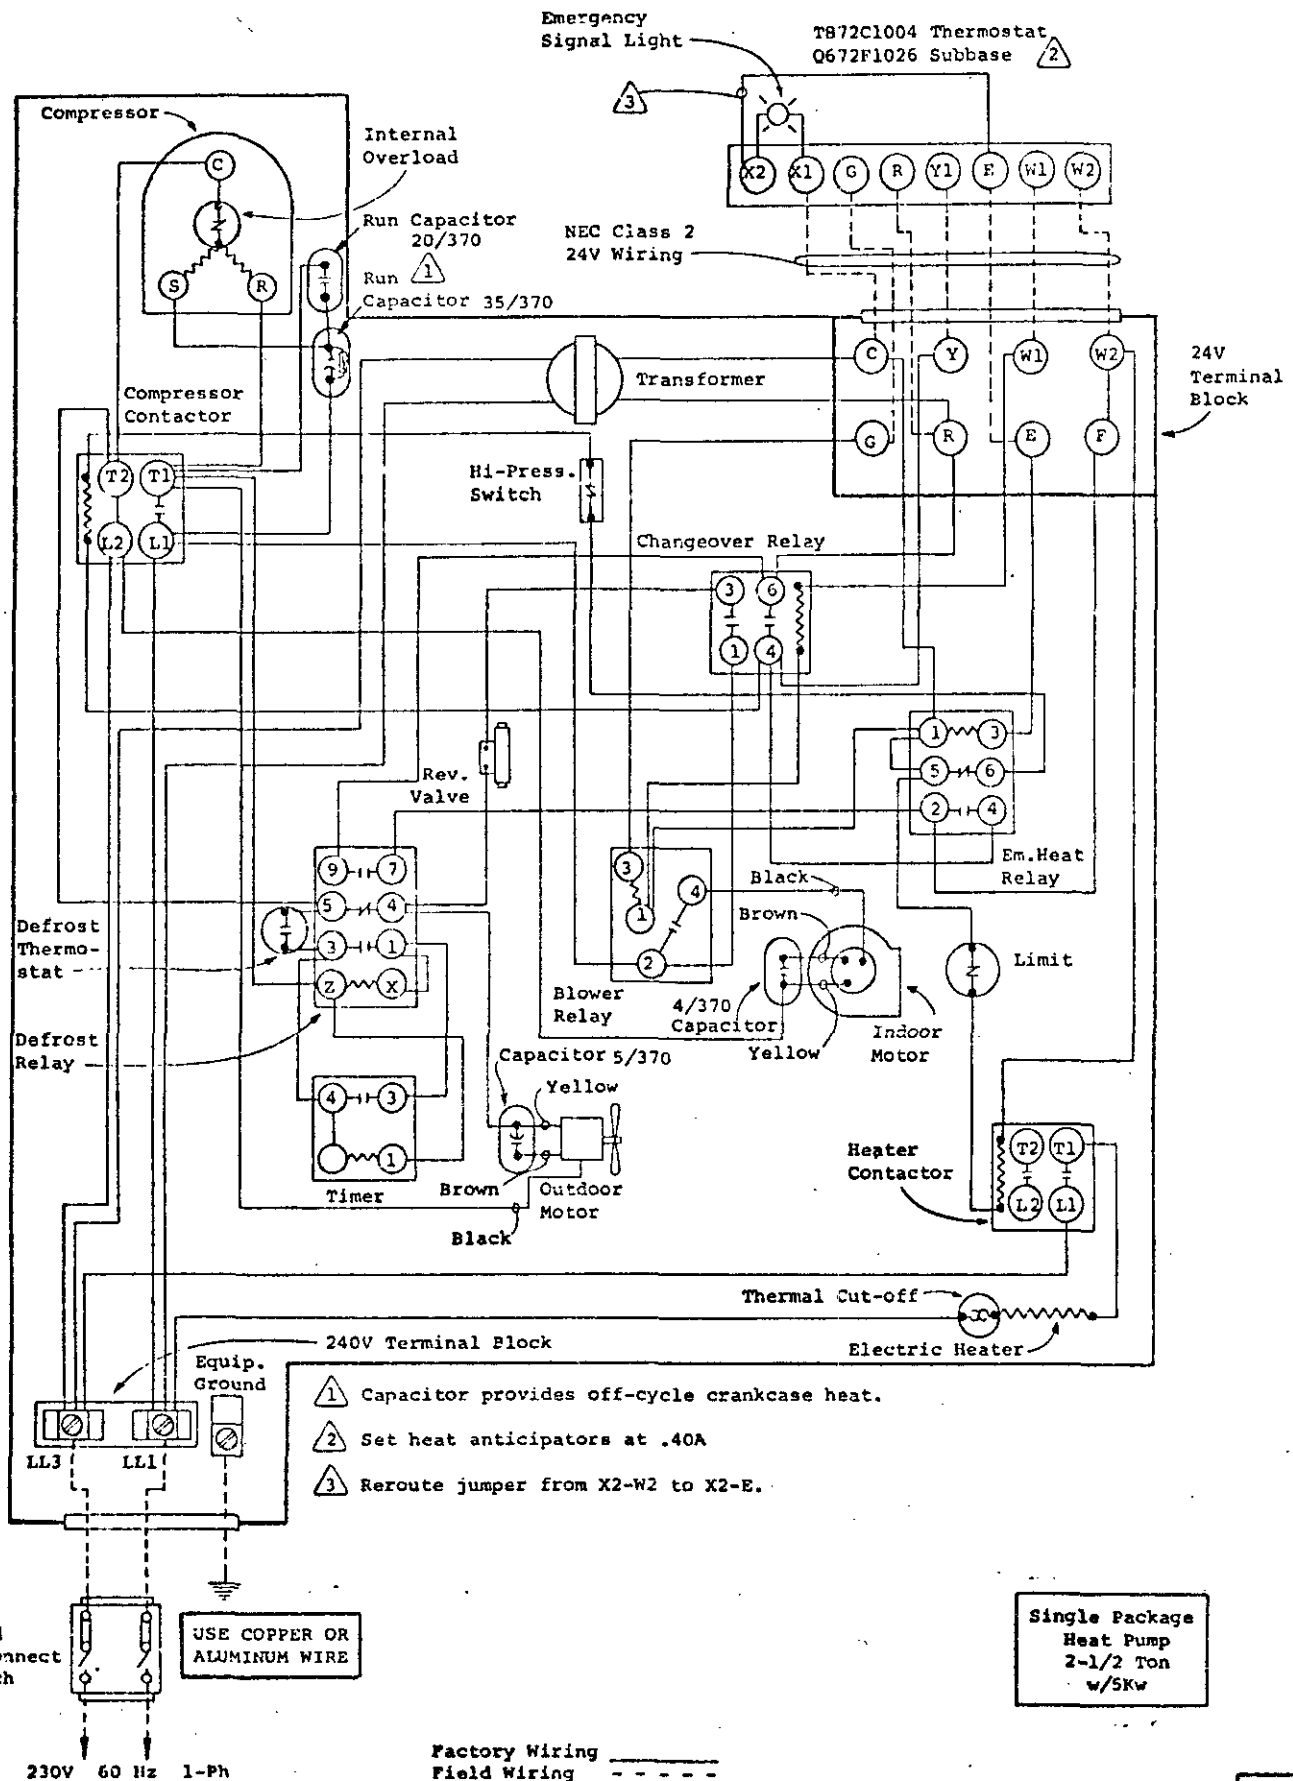 Emergency
Signal Light
T872C1004 Thermostat
Q672F1026 Subbase
2
3
Compressor
Internal
Overload
C
X2 X1 G R Y1 E W1 W2
Run Capacitor
20/370
NEC Class 2
24V Wiring
S R
Run 1
Capacitor 35/370
C Y W1 W2
24V
Terminal
Block
Transformer
Compressor
Contactor
G R E F
T2 T1
Hi-Press.
Switch
L2 L1
Changeover Relay
3 6
1 4
1 3
5 6
2 4
Rev.
Valve
Em.Heat
Relay
9 7
5 4
3 1
Z X
3 4
1
2
Black
Brown
Defrost
Thermo-
stat
Limit
Blower
Relay
4/370
Capacitor
Yellow
Indoor
Motor
Defrost
Relay
Capacitor 5/370
Yellow
4 3
1
Timer
Brown
Outdoor
Motor
Black
Heater
Contactor
T2 T1
L2 L1
Thermal Cut-off
Electric Heater
240V Terminal Block
Equip.
Ground
LL3 LL1
1 Capacitor provides off-cycle crankcase heat.
2 Set heat anticipators at .40A
3 Reroute jumper from X2-W2 to X2-E.
USE COPPER OR
ALUMINUM WIRE
Single Package
Heat Pump
2-1/2 Ton
w/5Kw
230V 60 Hz 1-Ph
Factory Wiring
Field Wiring